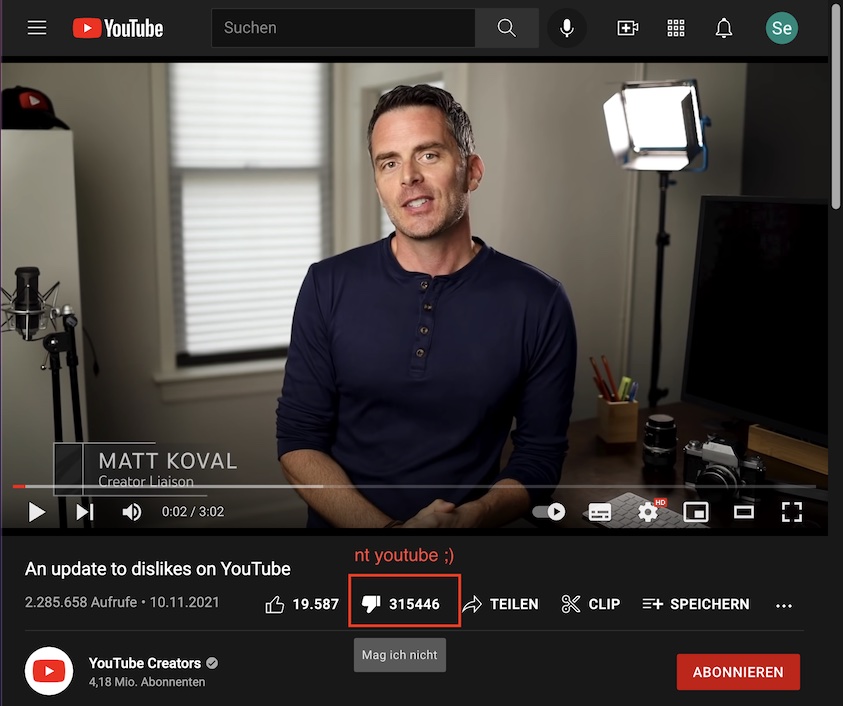 YouTube
Suchen
Se
MATT KOVAL
Creator Liaison
0:02 / 3:02
HD
nt youtube ;)
An update to dislikes on YouTube
2.285.658 Aufrufe • 10.11.2021
19.587
315446
TEILEN
CLIP
SPEICHERN
Mag ich nicht
YouTube Creators
4,18 Mio. Abonnenten
ABONNIEREN